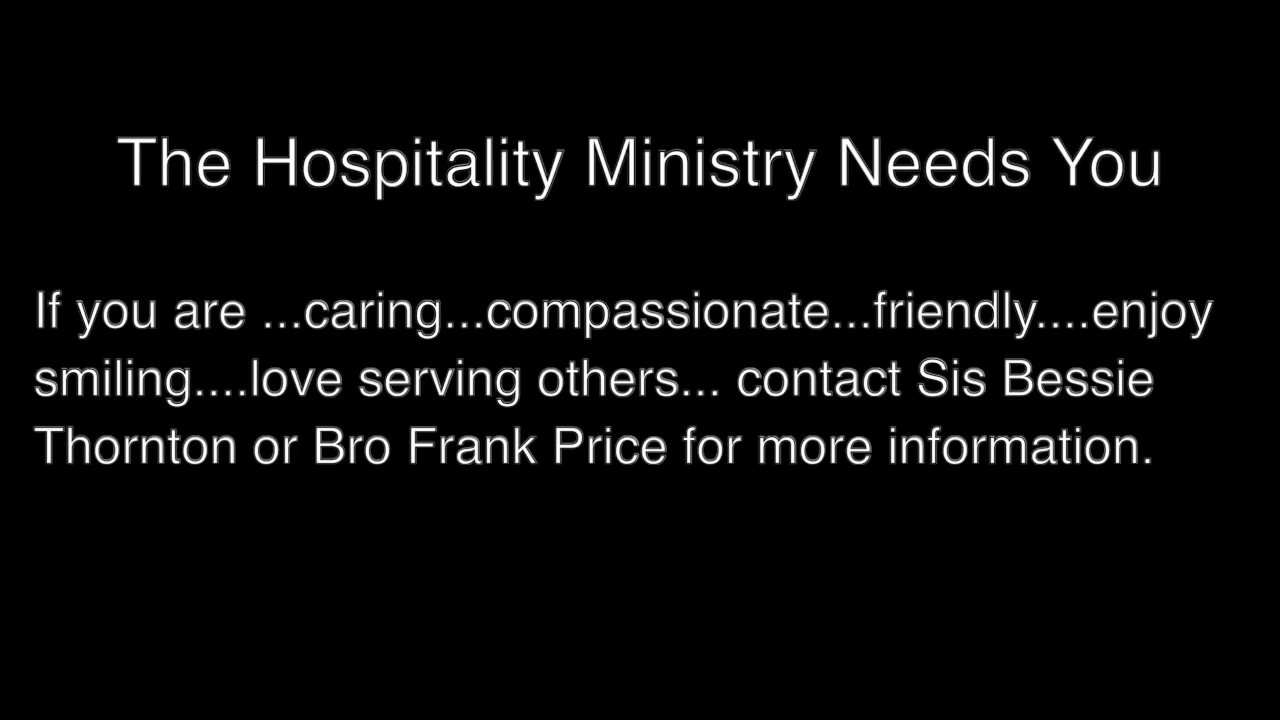 The Hospitality Ministry Needs You
If you are ...caring...compassionate...friendly....enjoy
smiling....love serving others... contact Sis Bessie
Thornton or Bro Frank Price for more information.